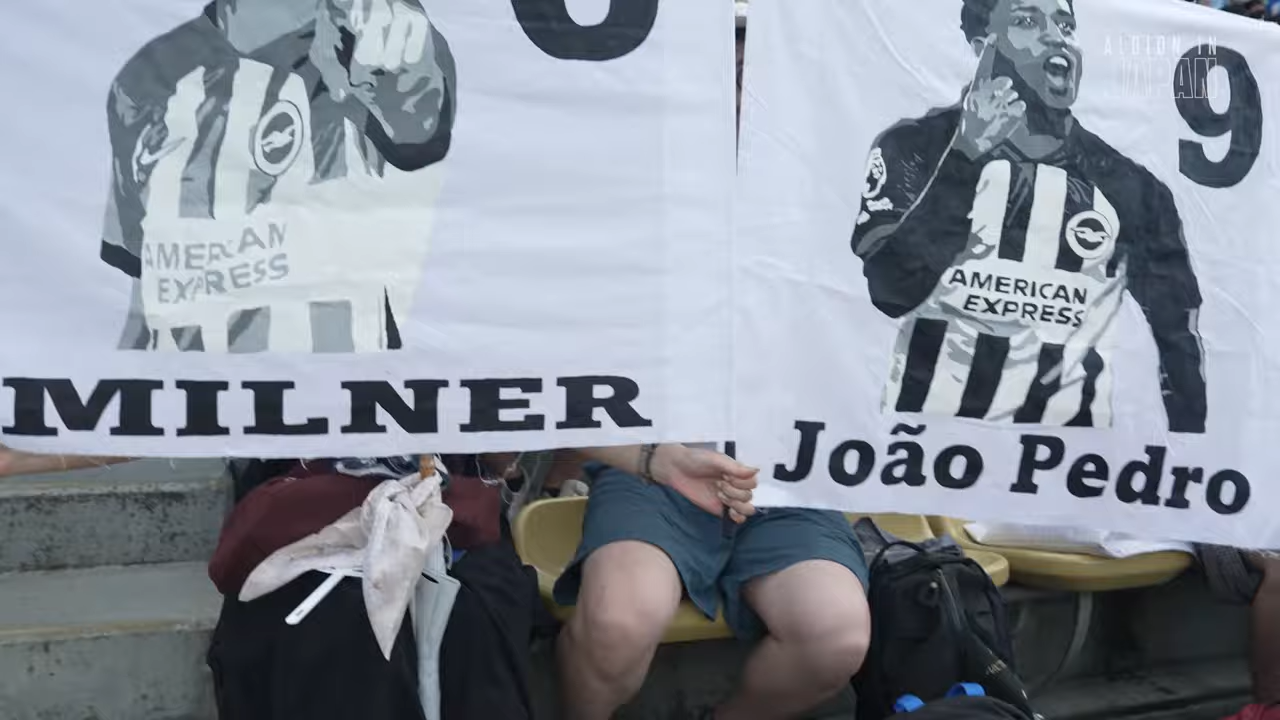 AMERICAN
EXPRESS
MILNER
ALBION IN
JAPAN
9
AMERICAN
EXPRESS
João Pedro